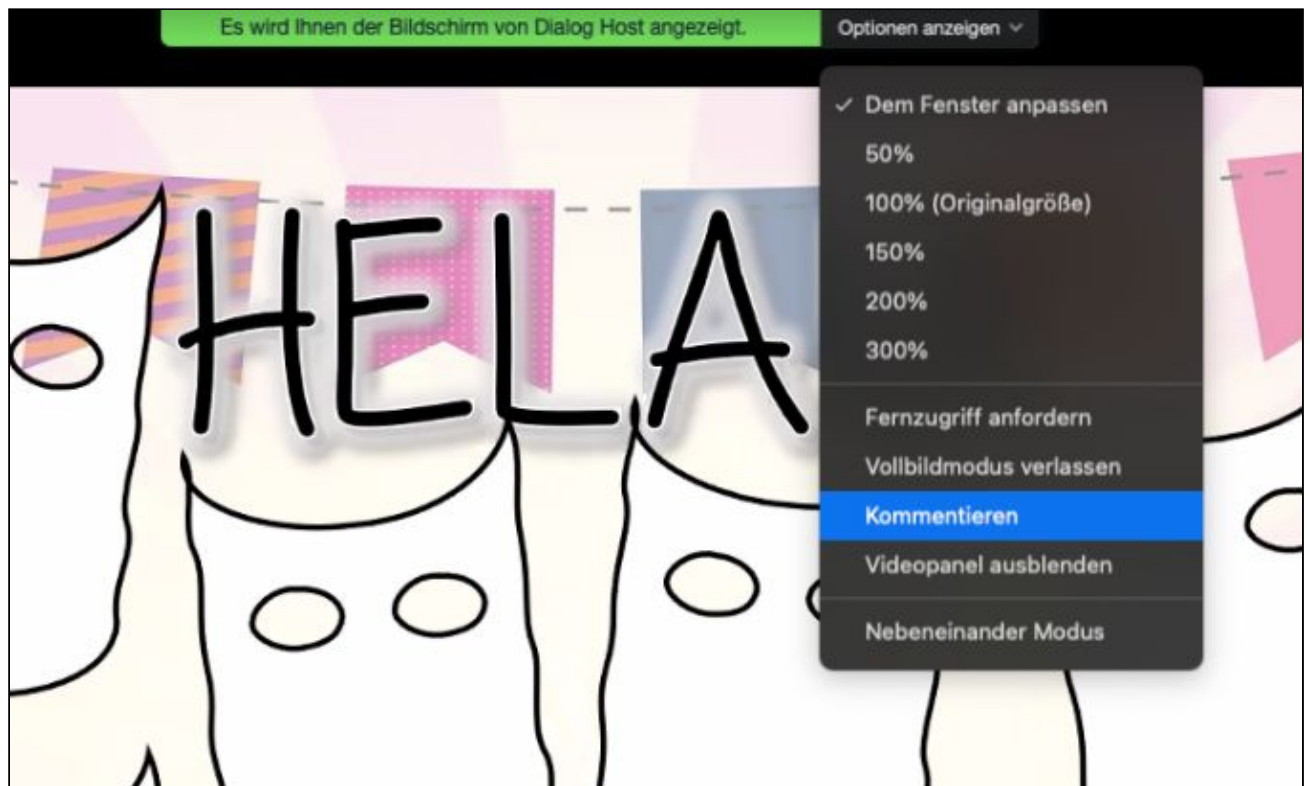 Es wird Ihnen der Bildschirm von Dialog Host angezeigt.
Optionen anzeigen
Dem Fenster anpassen
50%
100% (Originalgröße)
150%
200%
300%
Fernzugriff anfordern
Vollbildmodus verlassen
Kommentieren
Videopanel ausblenden
Nebeneinander Modus
HELA